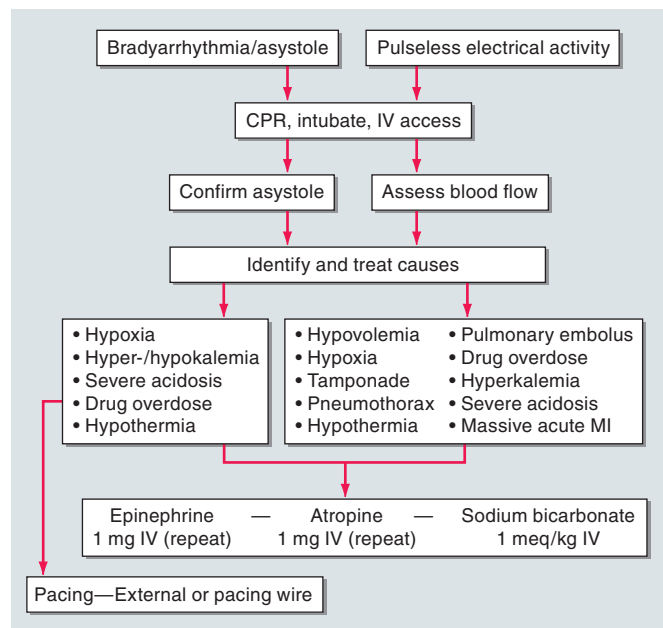 Bradyarrhythmia/asystole
Pulseless electrical activity
CPR, intubate, IV access
Confirm asystole
Assess blood flow
Identify and treat causes
• Hypoxia
• Hyper-/hypokalemia
• Severe acidosis
• Drug overdose
• Hypothermia
• Hypovolemia
• Hypoxia
• Tamponade
• Pneumothorax
• Hypothermia
• Pulmonary embolus
• Drug overdose
• Hyperkalemia
• Severe acidosis
• Massive acute MI
Epinephrine — Atropine — Sodium bicarbonate
1 mg IV (repeat) 1 mg IV (repeat) 1 meq/kg IV
Pacing—External or pacing wire